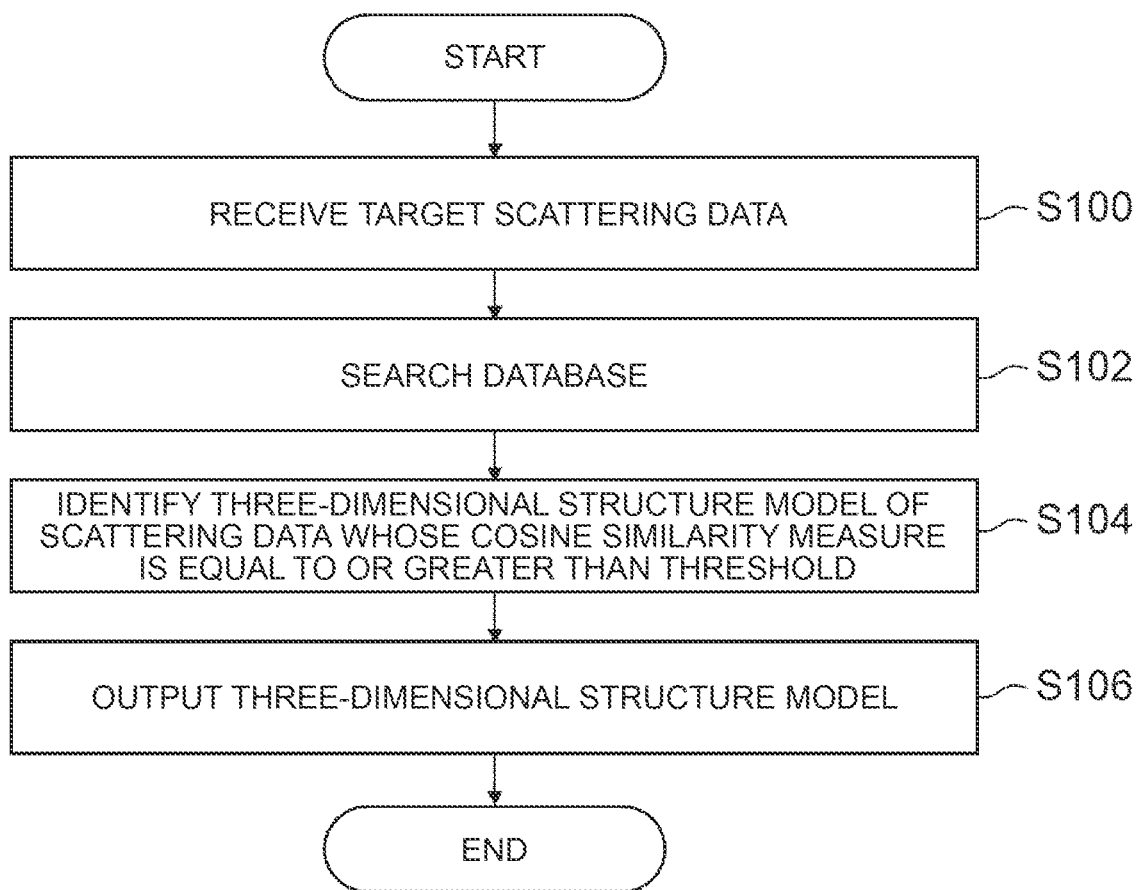 START
RECEIVE TARGET SCATTERING DATA
S100
SEARCH DATABASE
S102
IDENTIFY THREE-DIMENSIONAL STRUCTURE MODEL OF
SCATTERING DATA WHOSE COSINE SIMILARITY MEASURE
IS EQUAL TO OR GREATER THAN THRESHOLD
S104
OUTPUT THREE-DIMENSIONAL STRUCTURE MODEL
S106
END